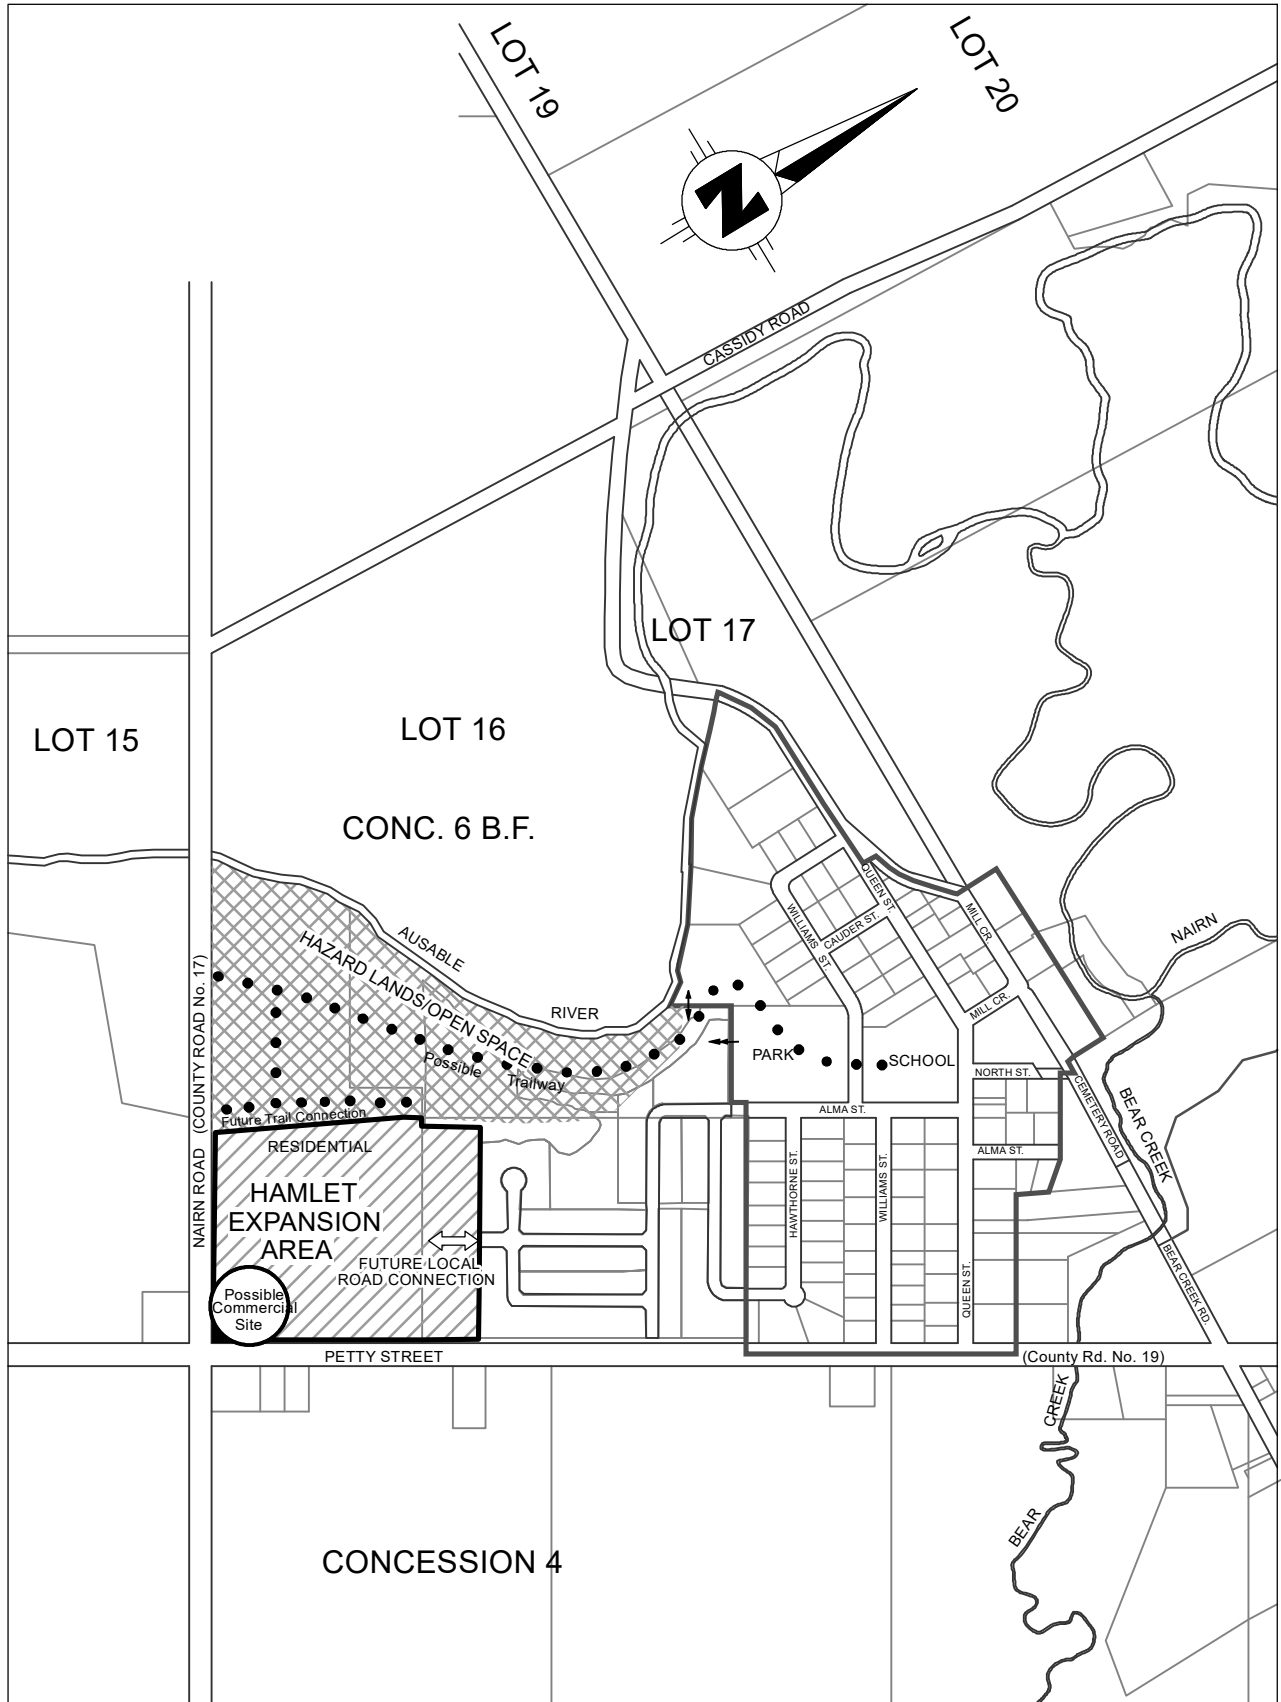 LOT 19
LOT 20
N
CASSIDY ROAD
LOT 17
LOT 15
LOT 16
CONC. 6 B.F.
QUEEN ST.
WILLIAMS ST.
CAUDER ST.
MILL CR.
MILL CR.
NAIRN
AUSABLE
RIVER
HAZARD LANDS/OPEN SPACE
Possible
Trailway
PARK
SCHOOL
NORTH ST.
ALMA ST.
ALMA ST.
CEMETERY ROAD
BEAR CREEK
Future Trail Connection
RESIDENTIAL
HAMLET
EXPANSION
AREA
FUTURE LOCAL
ROAD CONNECTION
NAIRN ROAD (COUNTY ROAD No. 17)
Possible
Commercial
Site
HAWTHORNE ST.
WILLIAMS ST.
QUEEN ST.
BEAR CREEK RD.
PETTY STREET
(County Rd. No. 19)
CREEK
BEAR
CONCESSION 4